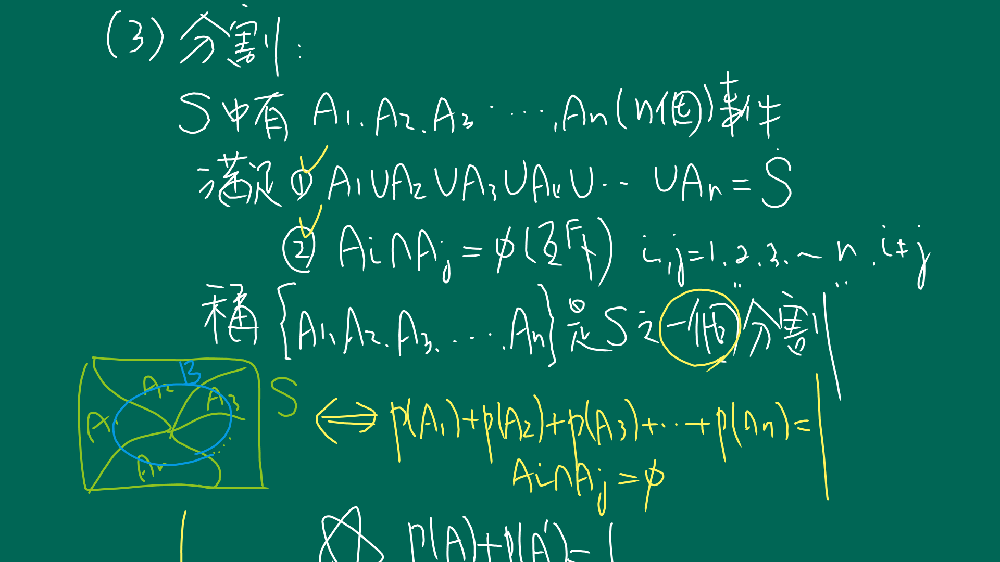 (3) 分割:
S中有 A1, A2, A3 ……, An (n個) 事件
滿足 ① A1∪A2∪A3∪A4∪… ∪An = S
② Ai∩Aj = ϕ (互斥) i,j=1.2.3.~n, i≠j
稱 {A1, A2, A3, ……, An} 是S之一個"分割"
B
A2
A3
S
A1
An
⟺ p(A1)+p(A2)+p(A3)+…+p(An)=1
Ai∩Aj=ϕ
☆ p(A)+p(A')=1